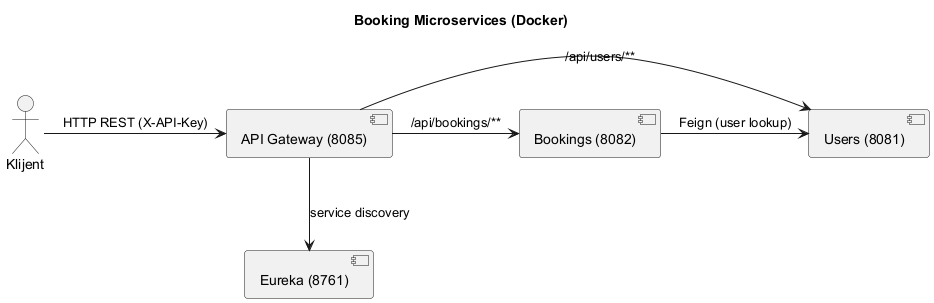 Booking Microservices (Docker)
/api/users/**
HTTP REST (X-API-Key)
/api/bookings/**
Feign (user lookup)
API Gateway (8085)
Bookings (8082)
Users (8081)
Klijent
service discovery
Eureka (8761)